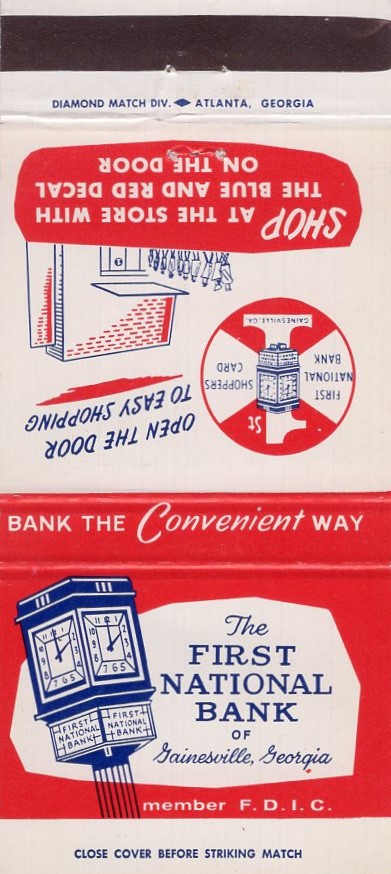 DIAMOND MATCH DIV. ATLANTA, GEORGIA
OPEN THE DOOR
TO EASY SHOPPING
FIRST
NATIONAL
BANK
SHOPPERS
CARD
GAINESVILLE, GA.
SHOP AT THE STORE WITH
THE BLUE AND RED DECAL
ON THE DOOR
BANK THE Convenient WAY
The
FIRST
NATIONAL
BANK
OF
Gainesville, Georgia
FIRST
NATIONAL
BANK
FIRST
NATIONAL
BANK
member F. D. I. C.
CLOSE COVER BEFORE STRIKING MATCH